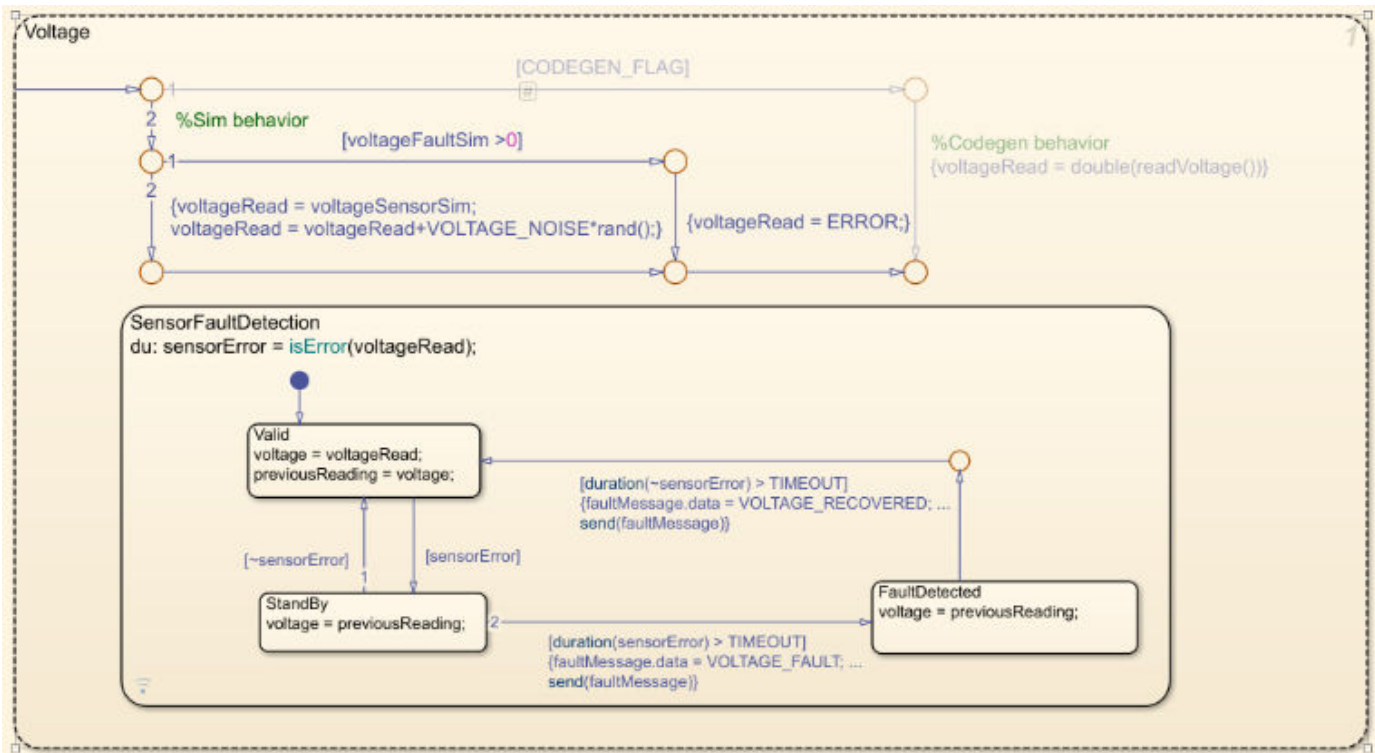 Voltage
1
[CODEGEN_FLAG]
1
#
2
%Sim behavior
[voltageFaultSim >0]
1
%Codegen behavior
{voltageRead = double(readVoltage())}
2
{voltageRead = voltageSensorSim;
voltageRead = voltageRead+VOLTAGE_NOISE*rand();}
{voltageRead = ERROR;}
SensorFaultDetection
du: sensorError = isError(voltageRead);
Valid
voltage = voltageRead;
previousReading = voltage;
[duration(~sensorError) > TIMEOUT]
{faultMessage.data = VOLTAGE_RECOVERED; ...
send(faultMessage)}
[~sensorError]
[sensorError]
1
StandBy
voltage = previousReading;
2
FaultDetected
voltage = previousReading;
[duration(sensorError) > TIMEOUT]
{faultMessage.data = VOLTAGE_FAULT; ...
send(faultMessage)}